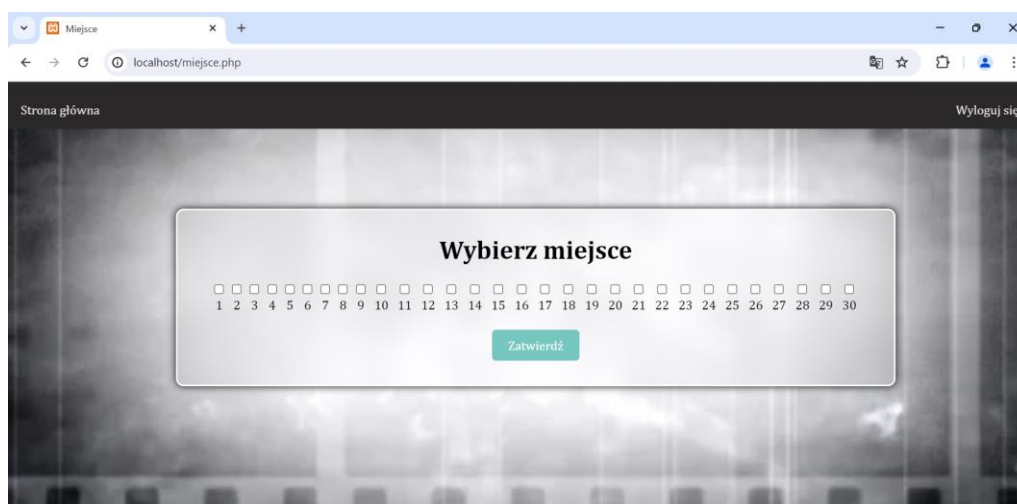 Miejsce
localhost/miejsce.php
Strona główna
Wyloguj się
Wybierz miejsce
1 2 3 4 5 6 7 8 9 10 11 12 13 14 15 16 17 18 19 20 21 22 23 24 25 26 27 28 29 30
Zatwierdź